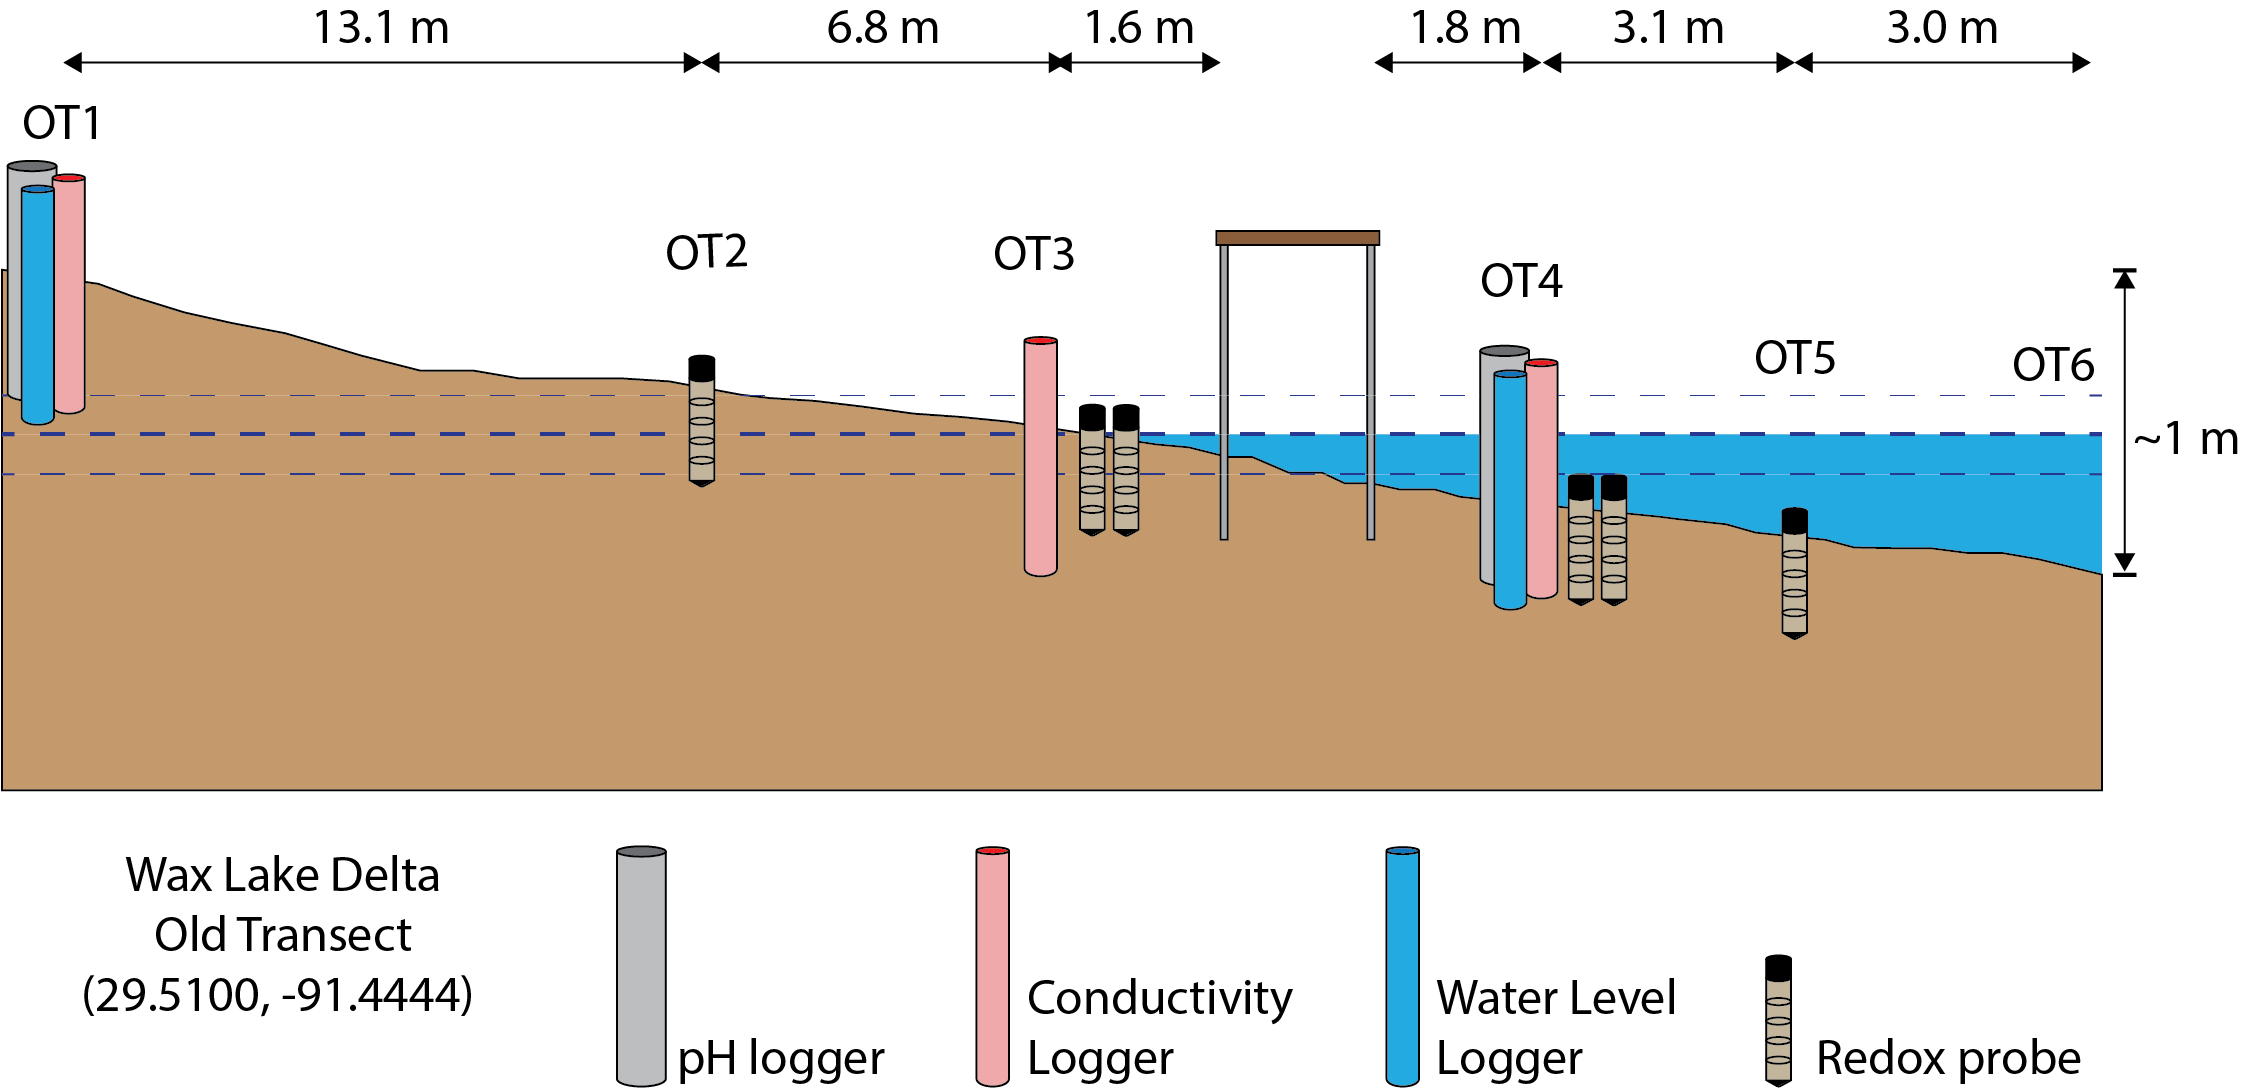 13.1 m
6.8 m
1.6 m
1.8 m
3.1 m
3.0 m
OT1
OT2
OT3
OT4
OT5
OT6
~1 m
Wax Lake Delta
Old Transect
(29.5100, -91.4444)
pH logger
Conductivity
Logger
Water Level
Logger
Redox probe